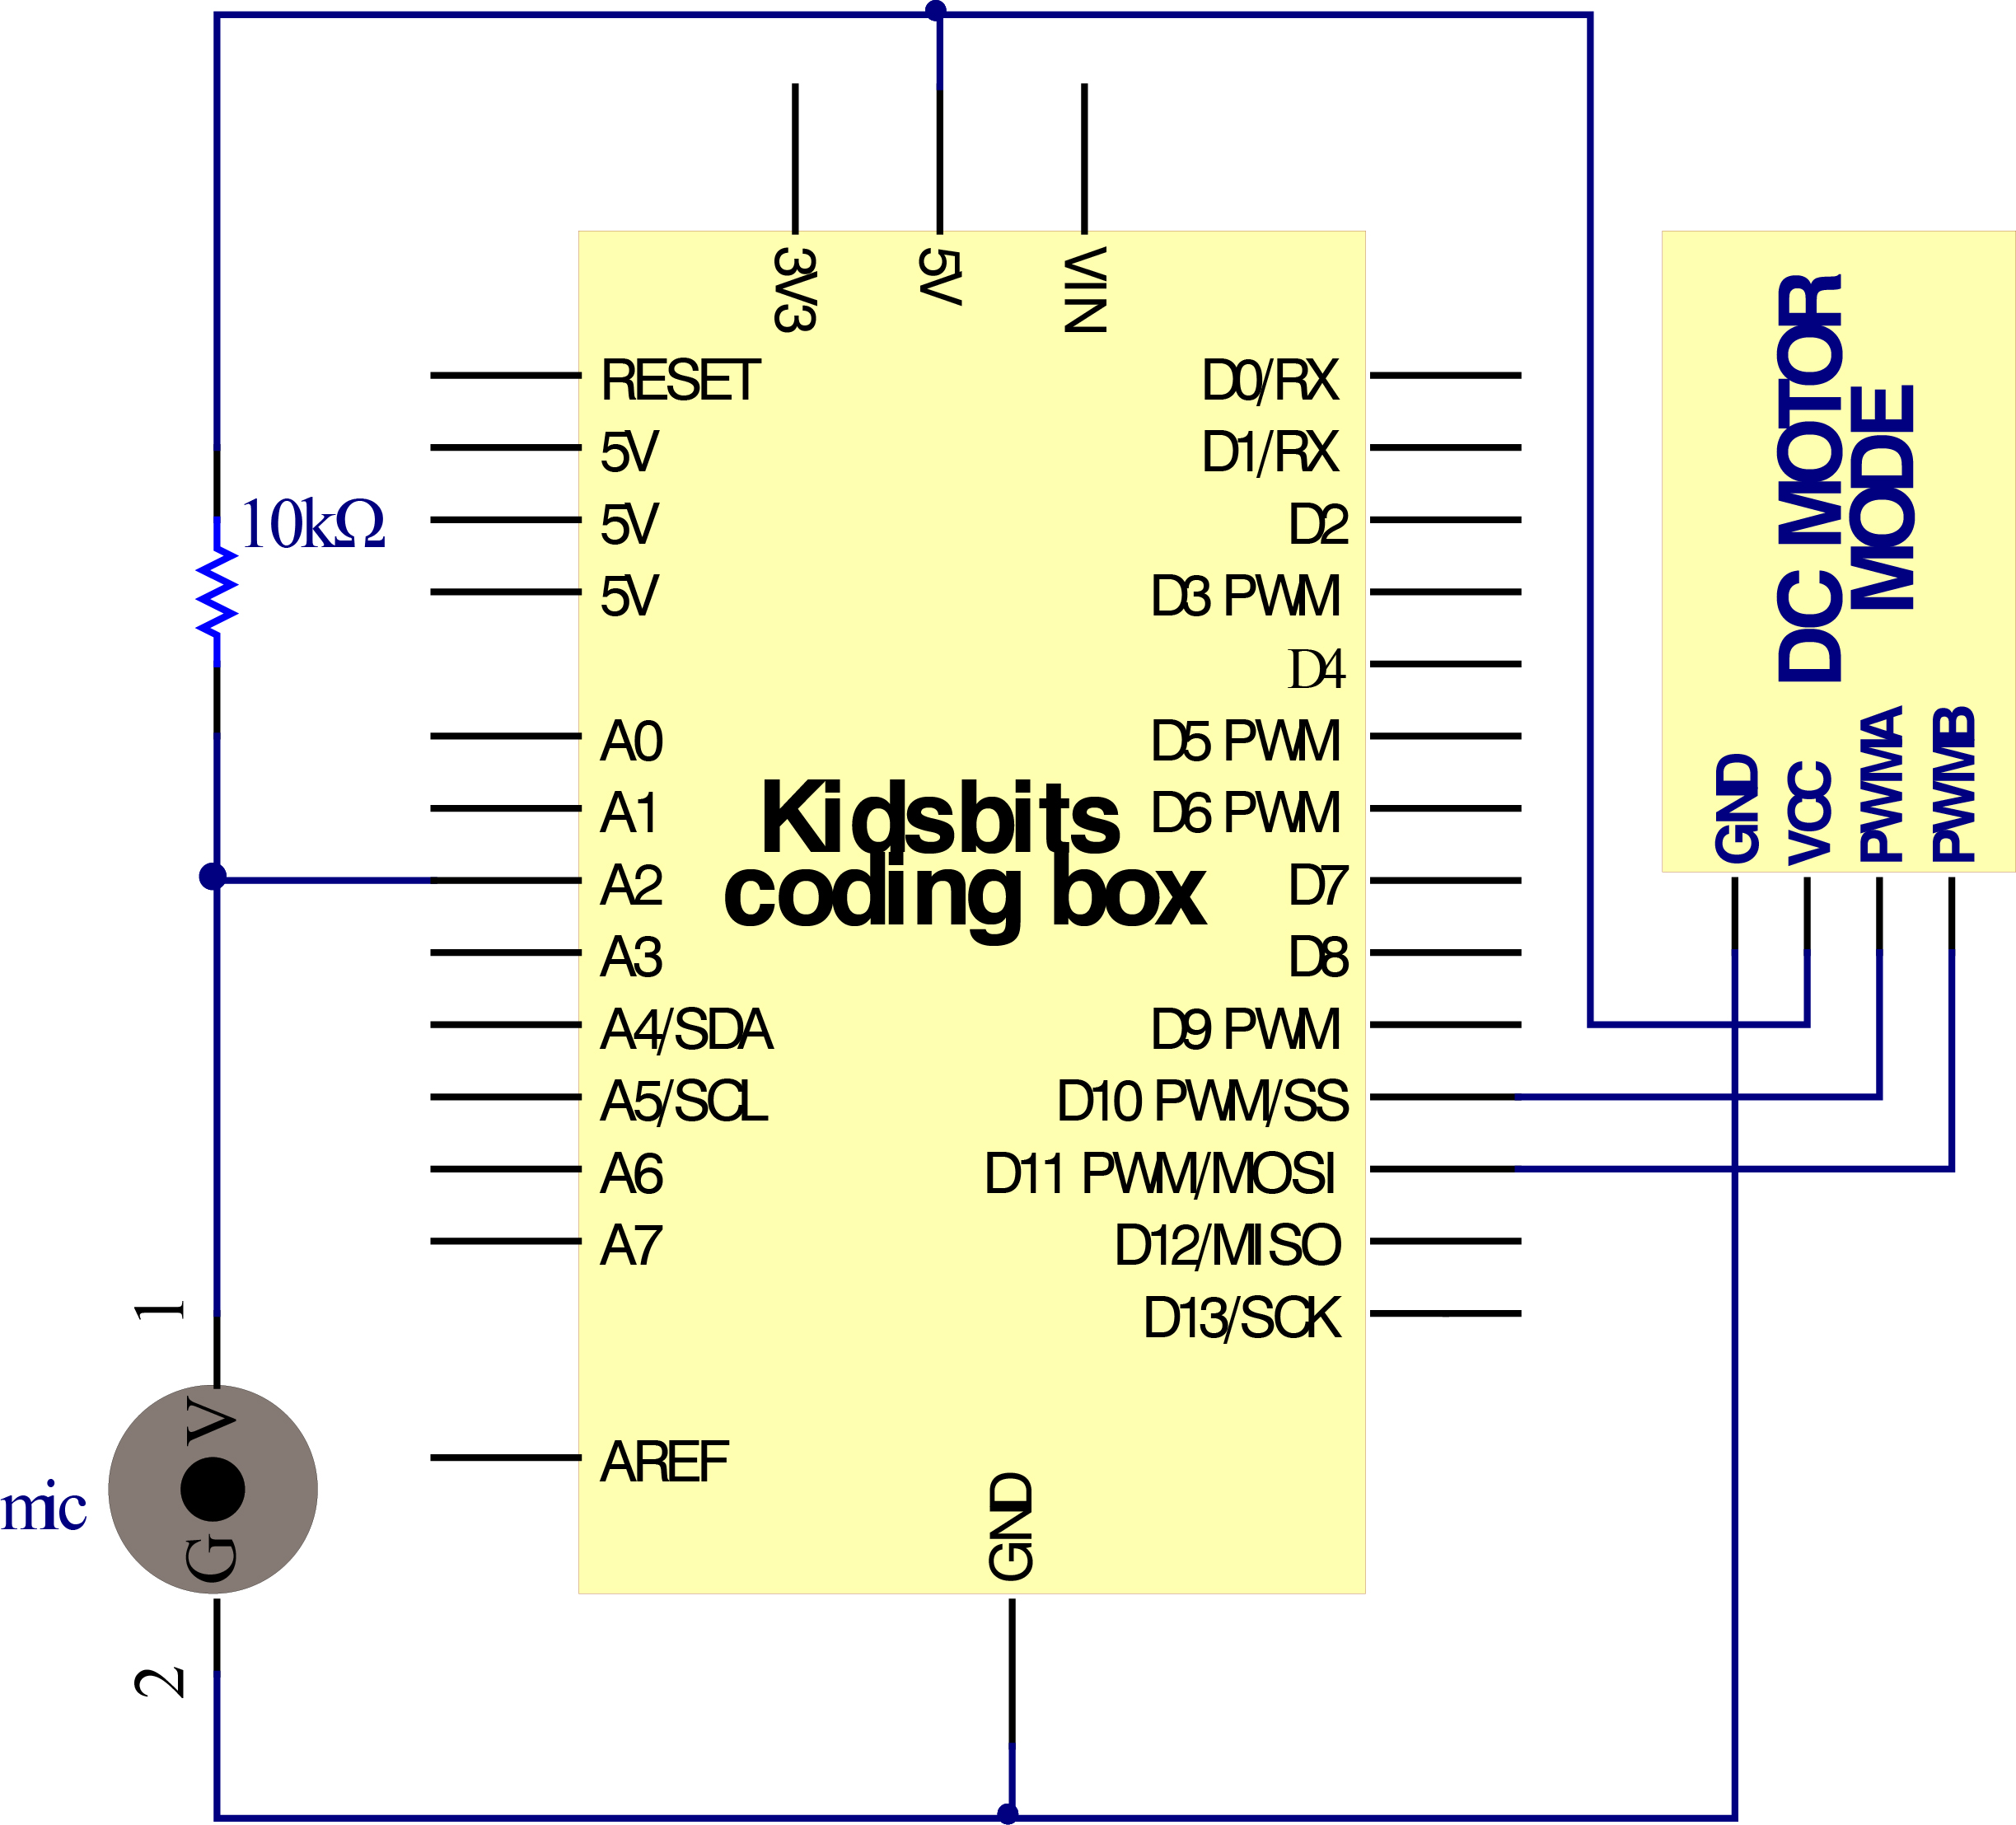 3V3
5V
VIN
RESET
5V
5V
5V
A0
A1
A2
A3
A4/SDA
A5/SCL
A6
A7
AREF
D0/RX
D1/RX
D2
D3 PWM
D4
D5 PWM
D6 PWM
D7
D8
D9 PWM
D10 PWM/SS
D11 PWM/MOSI
D12/MISO
D13/SCK
GND
Kidsbits
coding box
10kΩ
1
V
G
mic
2
DC MOTOR
MODE
GND
VCC
PWMA
PWMB